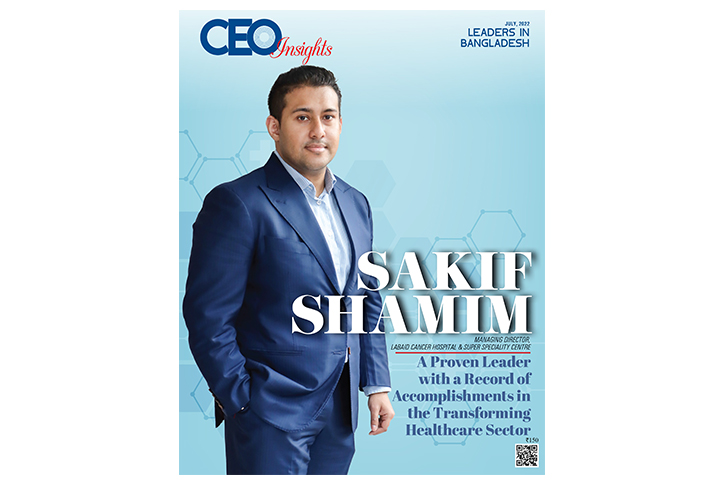 CEO Insights
JULY, 2022
LEADERS IN
BANGLADESH
SAKIF
SHAMIM
MANAGING DIRECTOR,
LABAID CANCER HOSPITAL & SUPER SPECIALITY CENTRE
A Proven Leader
with a Record of
Accomplishments in
the Transforming
Healthcare Sector
₹150